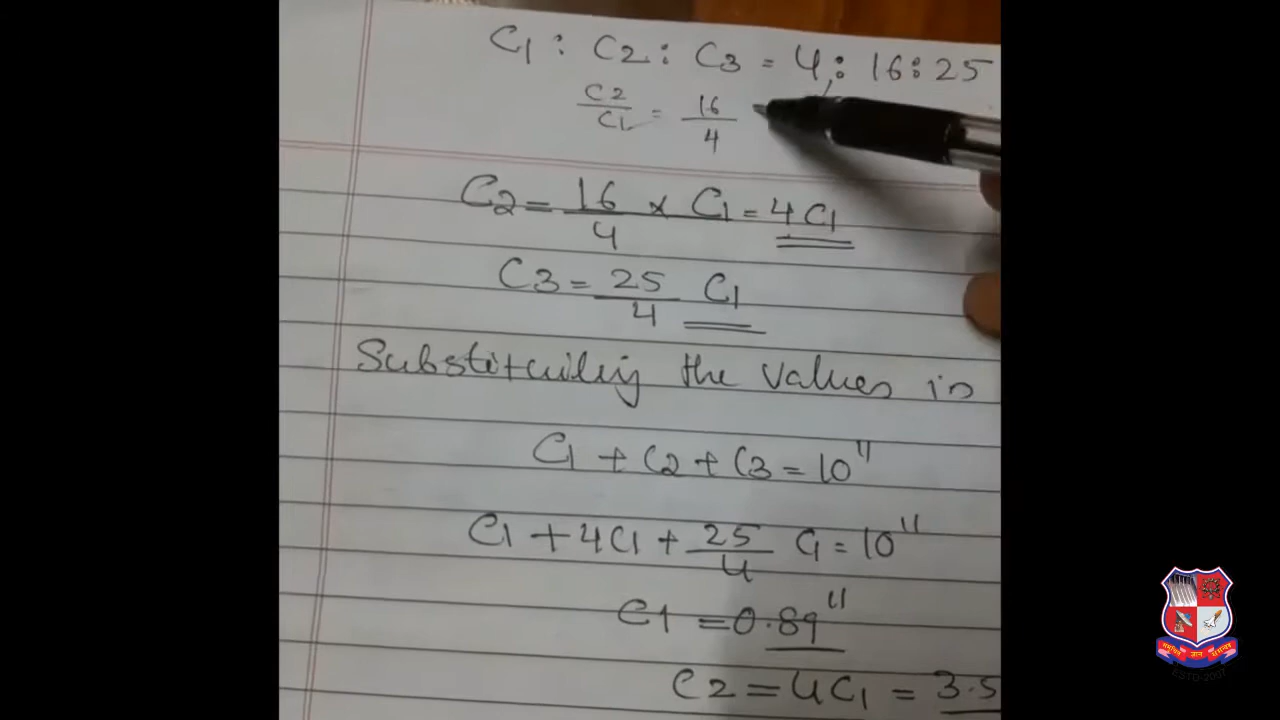 C1 : C2 : C3 = 4 : 16 : 25
C2/C1 = 16/4
C2 = 16/4 × C1 = 4C1
C3 = 25/4 C1
Substituting the values in
C1 + C2 + C3 = 10"
C1 + 4C1 + 25/4 C1 = 10"
C1 = 0.89"
C2 = 4C1 = 3.5
ESTD-2007